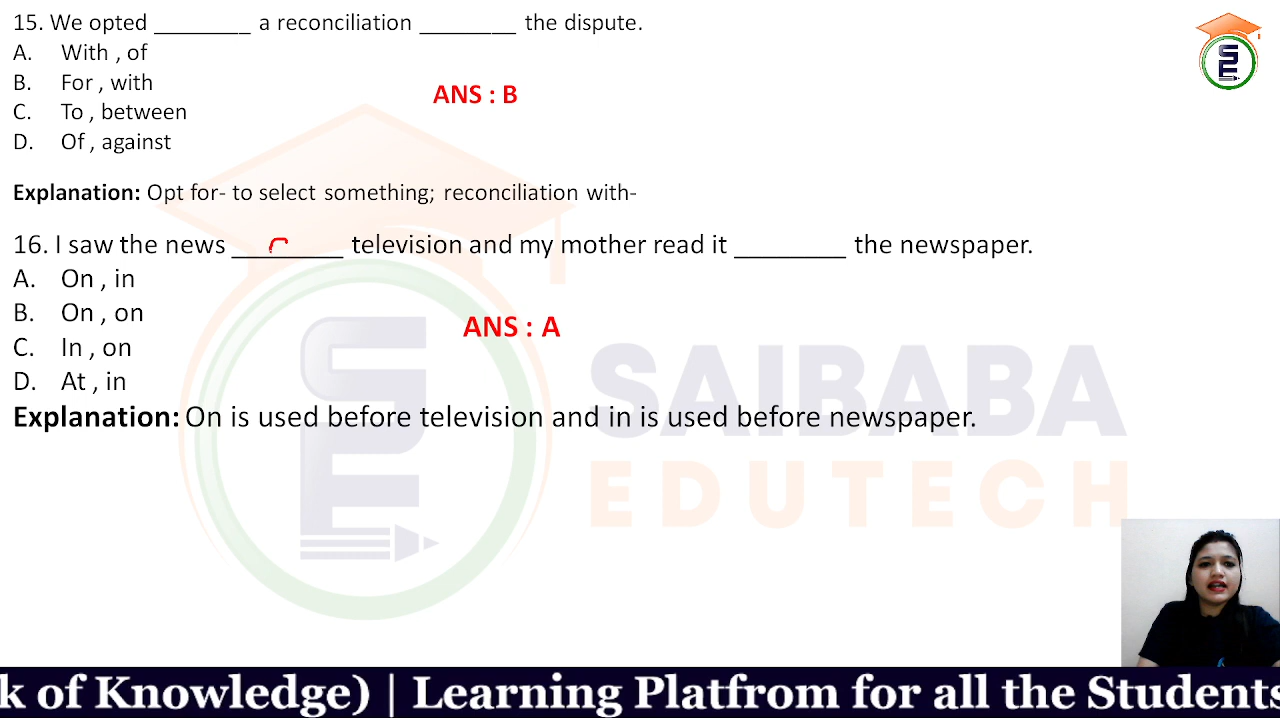 15. We opted ________ a reconciliation ________ the dispute.
A. With , of
B. For , with
C. To , between
D. Of , against
ANS : B
Explanation: Opt for- to select something; reconciliation with-
16. I saw the news ________ television and my mother read it ________ the newspaper.
A. On , in
B. On , on
C. In , on
D. At , in
ANS : A
Explanation: On is used before television and in is used before newspaper.
SAIBABA
EDUTECH
k of Knowledge) | Learning Platfrom for all the Students